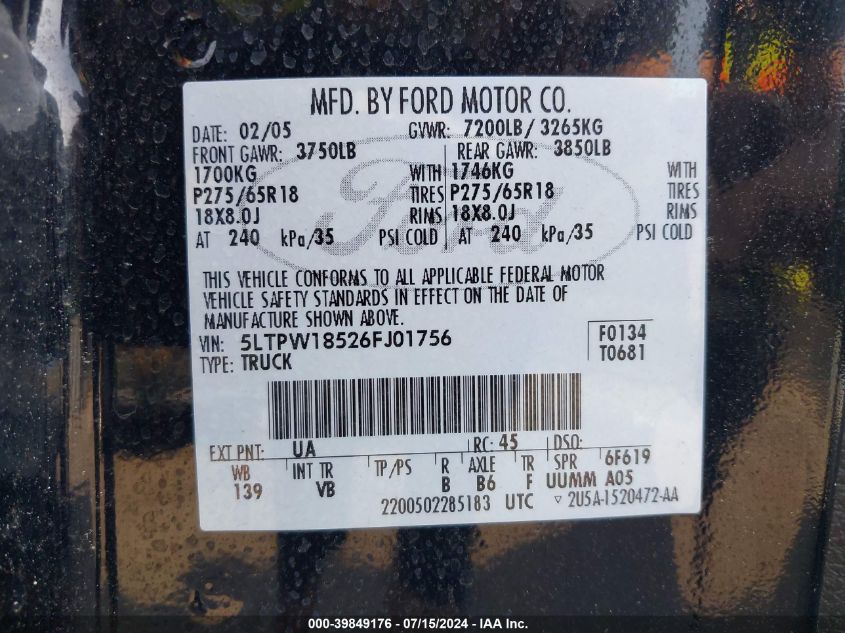 MFD. BY FORD MOTOR CO.
DATE: 02/05 GVWR: 7200LB/ 3265KG
FRONT GAWR: 3750LB REAR GAWR: 3850LB
1700KG WITH 1746KG WITH
P275/65R18 TIRES P275/65R18 TIRES
18X8.0J RIMS 18X8.0J RIMS
AT 240 kPa/35 PSI COLD AT 240 kPa/35 PSI COLD
Ford
THIS VEHICLE CONFORMS TO ALL APPLICABLE FEDERAL MOTOR
VEHICLE SAFETY STANDARDS IN EFFECT ON THE DATE OF
MANUFACTURE SHOWN ABOVE.
VIN: 5LTPW18526FJ01756 F0134
TYPE: TRUCK T0681
EXT PNT: UA RC: 45 DSO:
WB INT TR TP/PS R AXLE TR SPR 6F619
139 VB B B6 F UUMM A05
2200502285183 UTC ▽ 2U5A-1520472-AA
000-39849176 - 07/15/2024 - IAA Inc.